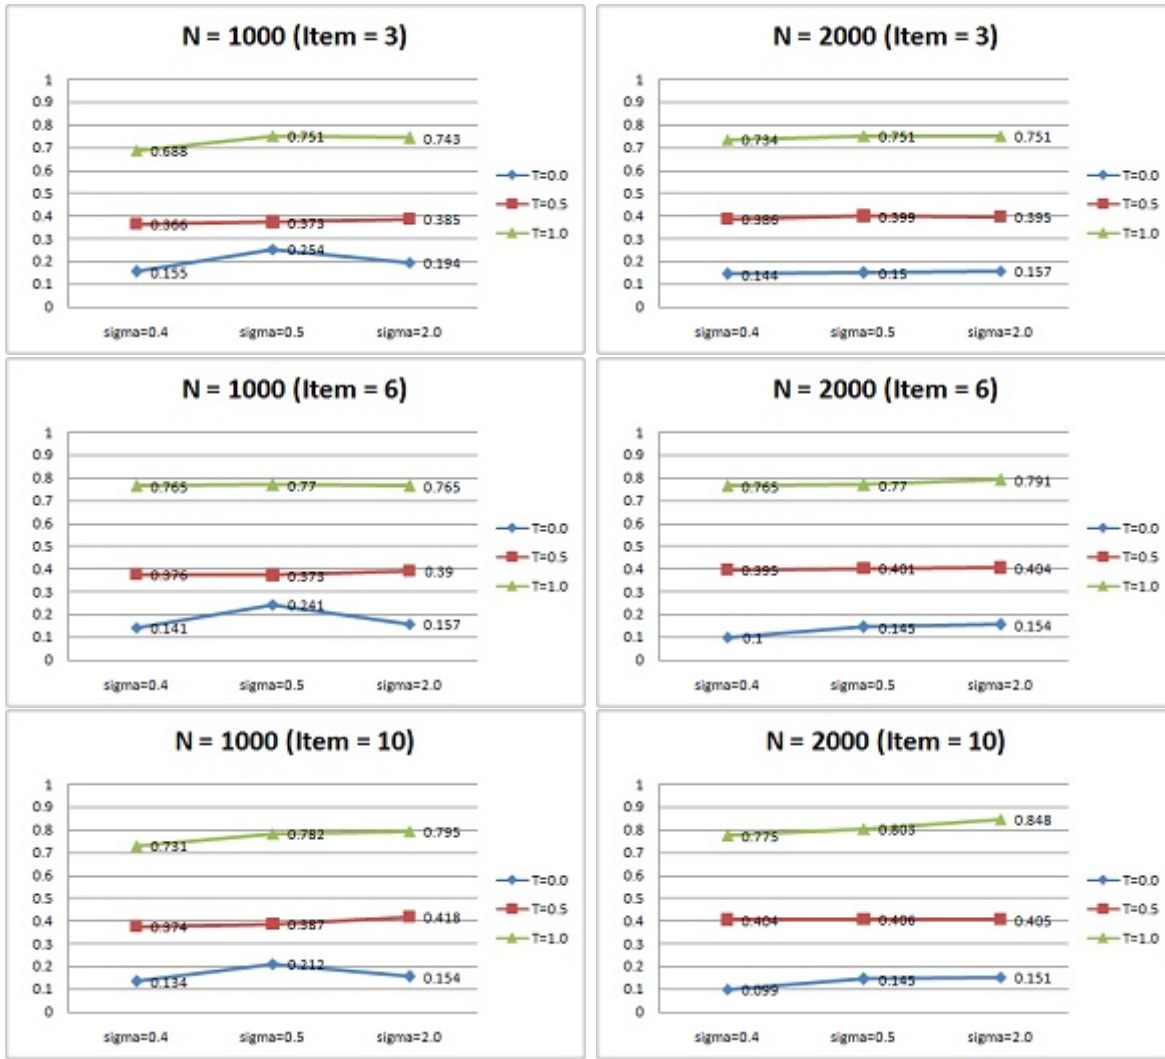 N = 1000 (Item = 3)
1
0.9
0.8
0.7
0.6
0.5
0.4
0.3
0.2
0.1
0
0.688
0.751
0.743
0.366
0.373
0.385
0.155
0.254
0.194
sigma=0.4
sigma=0.5
sigma=2.0
T=0.0
T=0.5
T=1.0
N = 2000 (Item = 3)
1
0.9
0.8
0.7
0.6
0.5
0.4
0.3
0.2
0.1
0
0.734
0.751
0.751
0.386
0.399
0.395
0.144
0.15
0.157
sigma=0.4
sigma=0.5
sigma=2.0
T=0.0
T=0.5
T=1.0
N = 1000 (Item = 6)
1
0.9
0.8
0.7
0.6
0.5
0.4
0.3
0.2
0.1
0
0.765
0.77
0.765
0.376
0.373
0.39
0.141
0.241
0.157
sigma=0.4
sigma=0.5
sigma=2.0
T=0.0
T=0.5
T=1.0
N = 2000 (Item = 6)
1
0.9
0.8
0.7
0.6
0.5
0.4
0.3
0.2
0.1
0
0.765
0.77
0.791
0.395
0.401
0.404
0.1
0.145
0.154
sigma=0.4
sigma=0.5
sigma=2.0
T=0.0
T=0.5
T=1.0
N = 1000 (Item = 10)
1
0.9
0.8
0.7
0.6
0.5
0.4
0.3
0.2
0.1
0
0.731
0.782
0.795
0.374
0.387
0.418
0.134
0.212
0.154
sigma=0.4
sigma=0.5
sigma=2.0
T=0.0
T=0.5
T=1.0
N = 2000 (Item = 10)
1
0.9
0.8
0.7
0.6
0.5
0.4
0.3
0.2
0.1
0
0.775
0.803
0.848
0.404
0.406
0.405
0.099
0.145
0.151
sigma=0.4
sigma=0.5
sigma=2.0
T=0.0
T=0.5
T=1.0